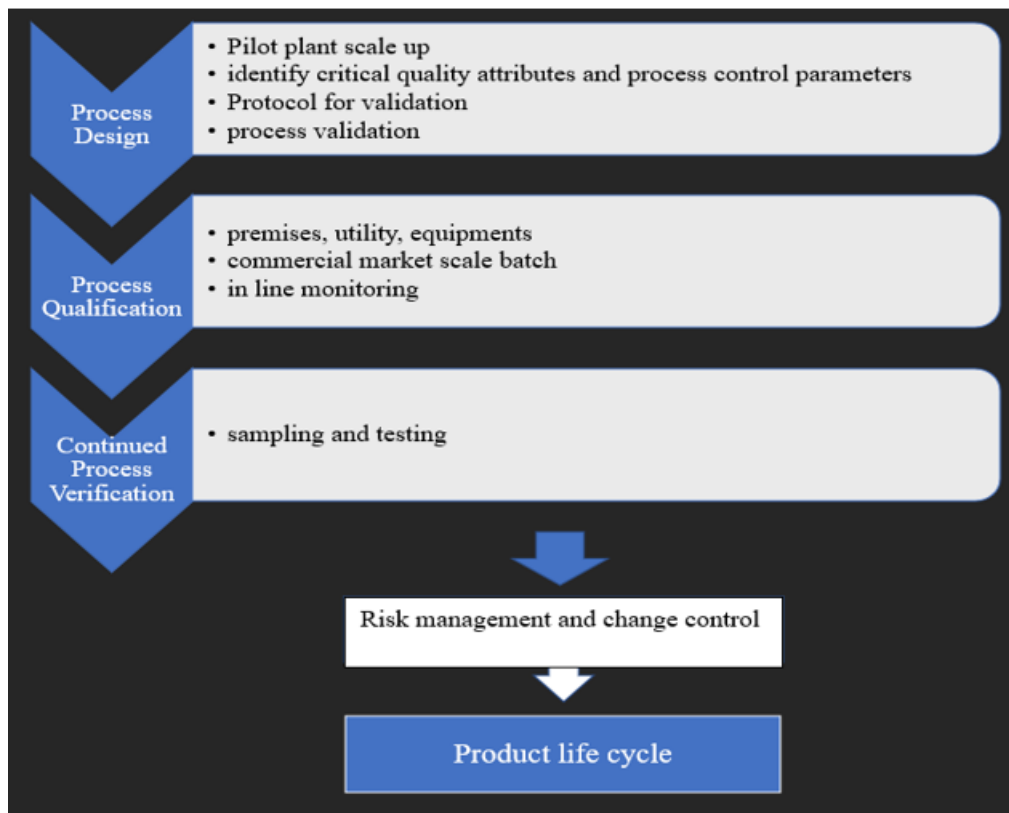 Process
Design
• Pilot plant scale up
• identify critical quality attributes and process control parameters
• Protocol for validation
• process validation
Process
Qualification
• premises, utility, equipments
• commercial market scale batch
• in line monitoring
Continued
Process
Verification
• sampling and testing
Risk management and change control
Product life cycle